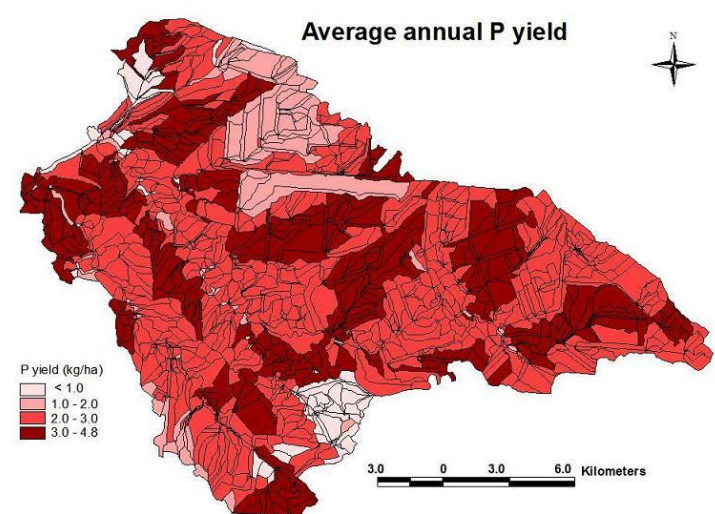 Average annual P yield
N
P yield (kg/ha)
< 1.0
1.0 - 2.0
2.0 - 3.0
3.0 - 4.8
3.0 0 3.0 6.0 Kilometers